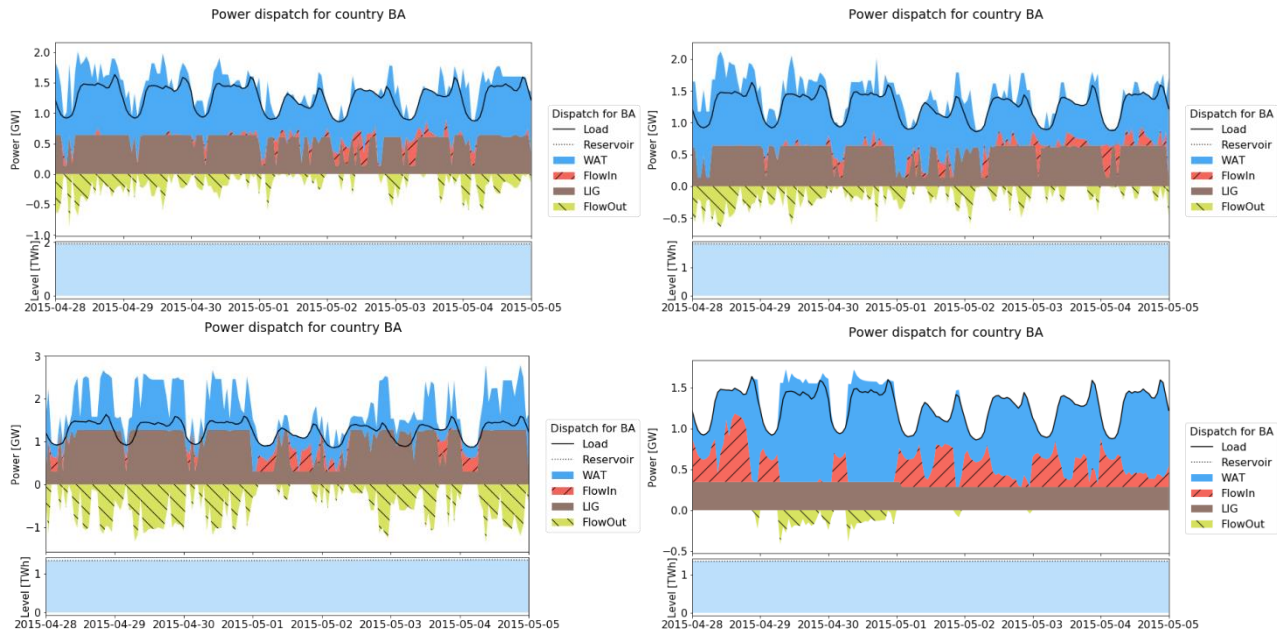 Power dispatch for country BA
2.0
1.5
1.0
0.5
0.0
−0.5
−1.0
Power [GW]
Dispatch for BA
Load
Reservoir
WAT
FlowIn
LIG
FlowOut
2
0
Level [TWh]
2015-04-28 2015-04-29 2015-04-30 2015-05-01 2015-05-02 2015-05-03 2015-05-04 2015-05-05
Power dispatch for country BA
2.0
1.5
1.0
0.5
0.0
−0.5
Power [GW]
Dispatch for BA
Load
Reservoir
WAT
FlowIn
LIG
FlowOut
1
0
Level [TWh]
2015-04-28 2015-04-29 2015-04-30 2015-05-01 2015-05-02 2015-05-03 2015-05-04 2015-05-05
Power dispatch for country BA
3
2
1
0
−1
Power [GW]
Dispatch for BA
Load
Reservoir
WAT
FlowIn
LIG
FlowOut
1
0
Level [TWh]
2015-04-28 2015-04-29 2015-04-30 2015-05-01 2015-05-02 2015-05-03 2015-05-04 2015-05-05
Power dispatch for country BA
1.5
1.0
0.5
0.0
−0.5
Power [GW]
Dispatch for BA
Load
Reservoir
WAT
FlowIn
LIG
FlowOut
1
0
Level [TWh]
2015-04-28 2015-04-29 2015-04-30 2015-05-01 2015-05-02 2015-05-03 2015-05-04 2015-05-05